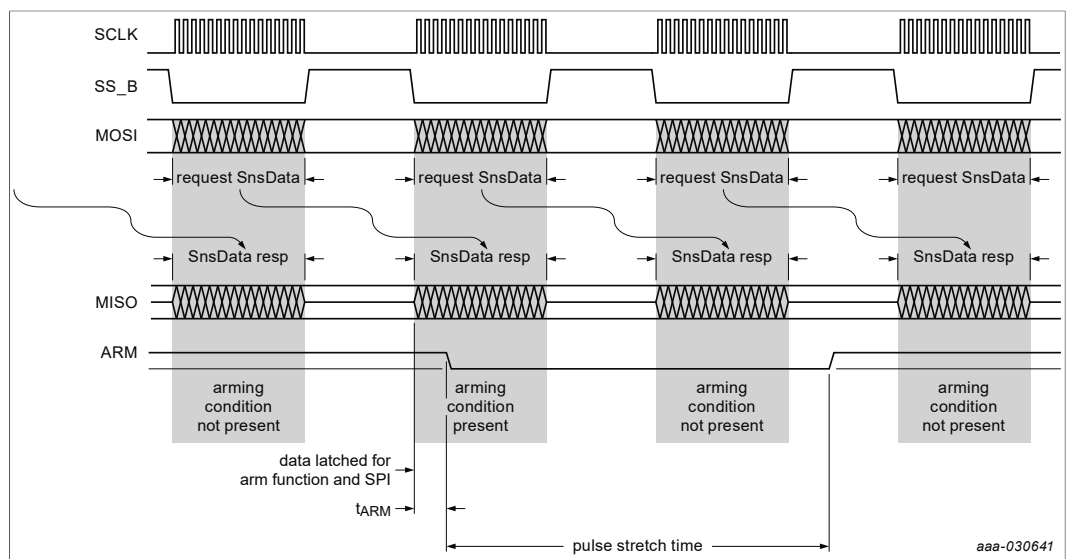 SCLK
SS_B
MOSI
request SnsData
request SnsData
request SnsData
request SnsData
SnsData resp
SnsData resp
SnsData resp
SnsData resp
MISO
ARM
arming
condition
not present
arming
condition
present
arming
condition
not present
arming
condition
not present
data latched for
arm function and SPI
tARM
pulse stretch time
aaa-030641